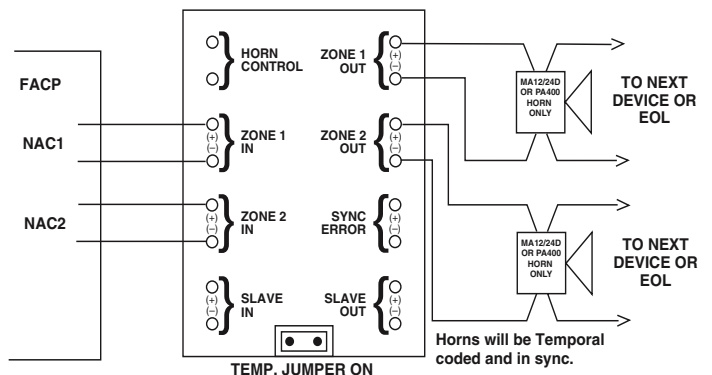 FACP
NAC1
NAC2
HORN
CONTROL
(+)
(−)
ZONE 1
IN
(+)
(−)
ZONE 2
IN
(+)
(−)
SLAVE
IN
ZONE 1
OUT
(+)
(−)
ZONE 2
OUT
(+)
(−)
SYNC
ERROR
(+)
(−)
SLAVE
OUT
(+)
(−)
TEMP. JUMPER ON
MA12/24D
OR PA400
HORN
ONLY
TO NEXT
DEVICE OR
EOL
MA12/24D
OR PA400
HORN
ONLY
TO NEXT
DEVICE OR
EOL
Horns will be Temporal
coded and in sync.